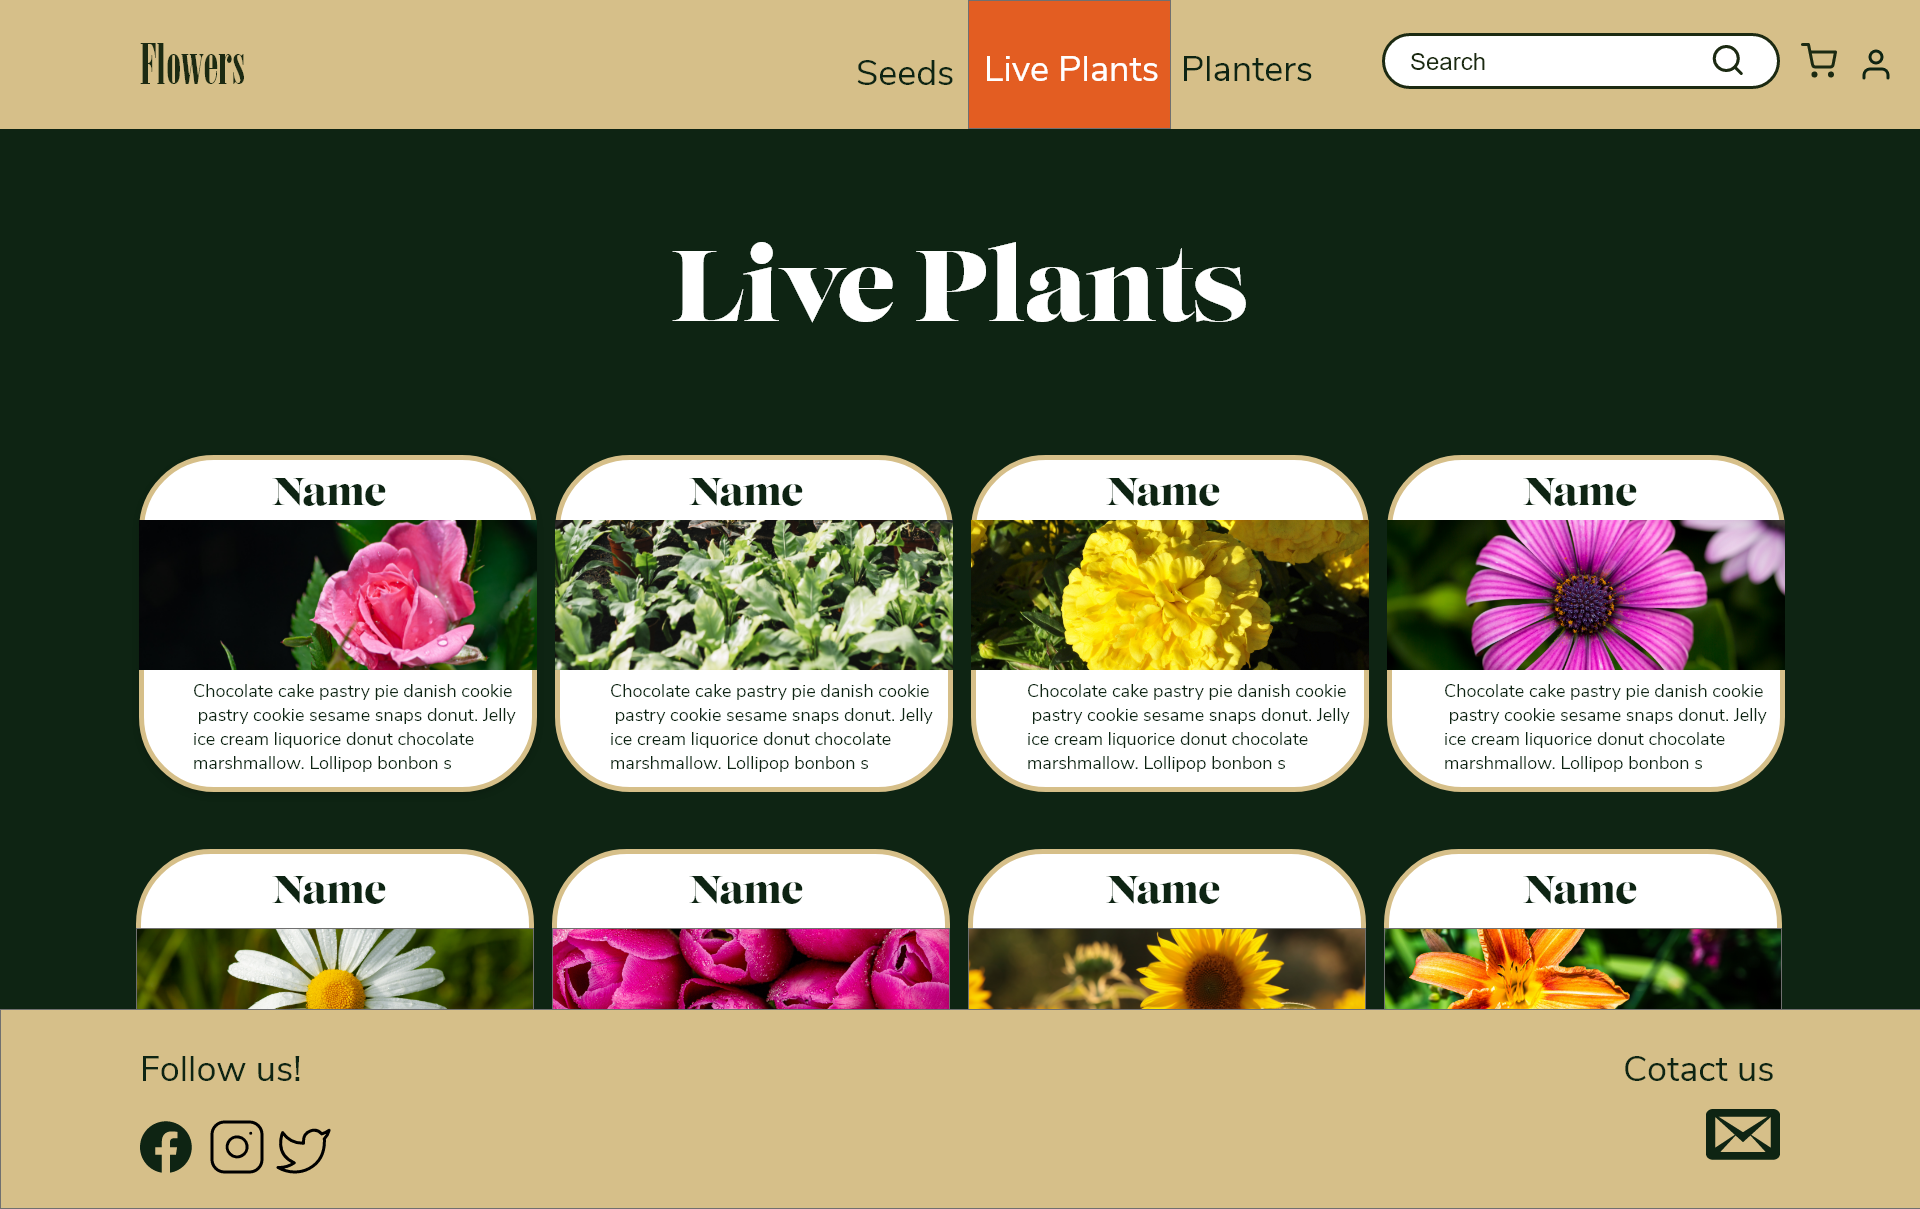 Flowers
Seeds
Live Plants
Planters
Search
Live Plants
Name
Name
Name
Name
Chocolate cake pastry pie danish cookie
pastry cookie sesame snaps donut. Jelly
ice cream liquorice donut chocolate
marshmallow. Lollipop bonbon s
Chocolate cake pastry pie danish cookie
pastry cookie sesame snaps donut. Jelly
ice cream liquorice donut chocolate
marshmallow. Lollipop bonbon s
Chocolate cake pastry pie danish cookie
pastry cookie sesame snaps donut. Jelly
ice cream liquorice donut chocolate
marshmallow. Lollipop bonbon s
Chocolate cake pastry pie danish cookie
pastry cookie sesame snaps donut. Jelly
ice cream liquorice donut chocolate
marshmallow. Lollipop bonbon s
Name
Name
Name
Name
Follow us!
Cotact us